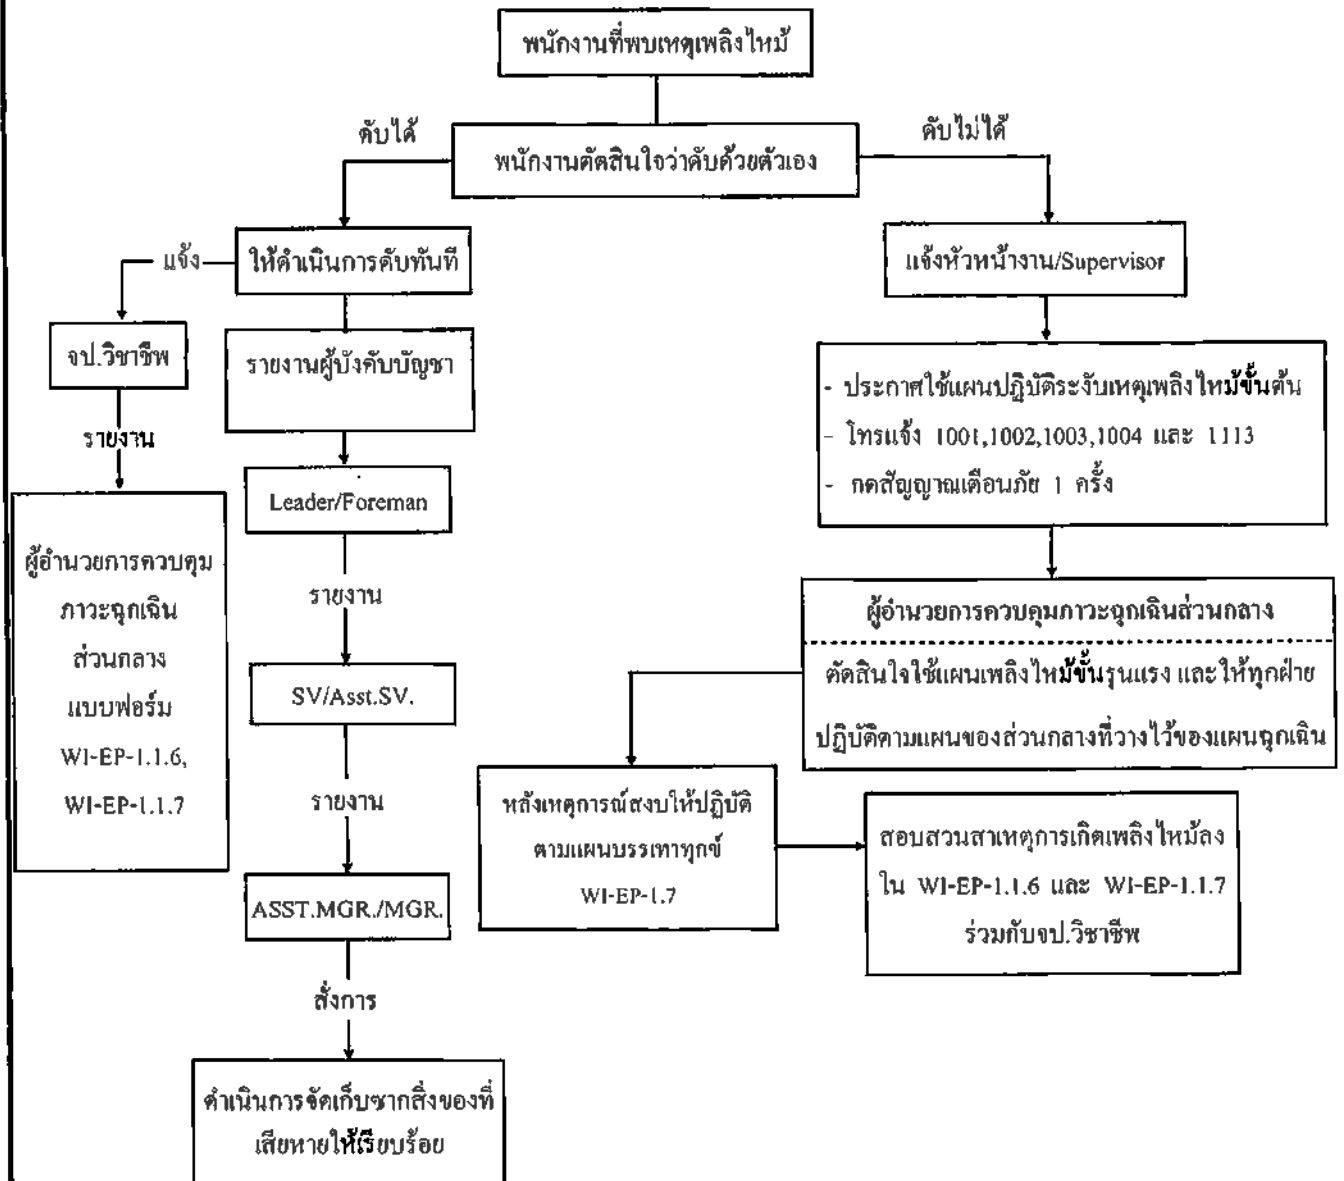 พนักงานที่พบเหตุเพลิงไหม้
ดับได้
ดับไม่ได้
พนักงานตัดสินใจว่าดับด้วยตัวเอง
แจ้ง
ให้ดำเนินการดับทันที
แจ้งหัวหน้างาน/Supervisor
จป.วิชาชีพ
รายงานผู้บังคับบัญชา
- ประกาศใช้แผนปฏิบัติระงับเหตุเพลิงไหม้ขั้นต้น
- โทรแจ้ง 1001,1002,1003,1004 และ 1113
- กดสัญญาณเตือนภัย 1 ครั้ง
รายงาน
Leader/Foreman
ผู้อำนวยการควบคุม
ภาวะฉุกเฉิน
ส่วนกลาง
แบบฟอร์ม
WI-EP-1.1.6,
WI-EP-1.1.7
รายงาน
ผู้อำนวยการควบคุมภาวะฉุกเฉินส่วนกลาง
ตัดสินใจใช้แผนเพลิงไหม้ขั้นรุนแรง และให้ทุกฝ่าย
ปฏิบัติตามแผนของส่วนกลางที่วางไว้ของแผนฉุกเฉิน
SV/Asst.SV.
รายงาน
หลังเหตุการณ์สงบให้ปฏิบัติ
ตามแผนบรรเทาทุกข์
WI-EP-1.7
สอบสวนสาเหตุการเกิดเพลิงไหม้ลง
ใน WI-EP-1.1.6 และ WI-EP-1.1.7
ร่วมกับจป.วิชาชีพ
ASST.MGR./MGR.
สั่งการ
ดำเนินการจัดเก็บซากสิ่งของที่
เสียหายให้เรียบร้อย